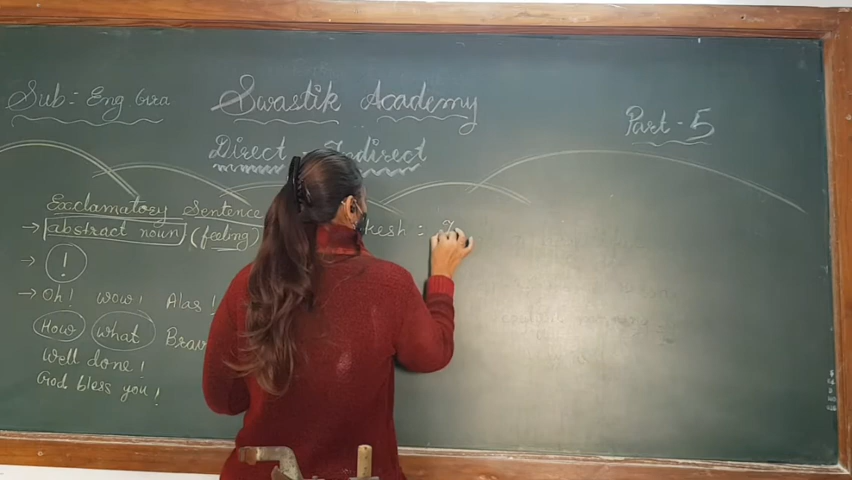 Sub: Eng. Gra
Swastik Academy
Part-5
Direct - Indirect
Exclamatory Sentence
→ abstract noun (feeling)
kesh :
→ !
→ Oh! wow! Alas!
How what
Well done!
God bless you!